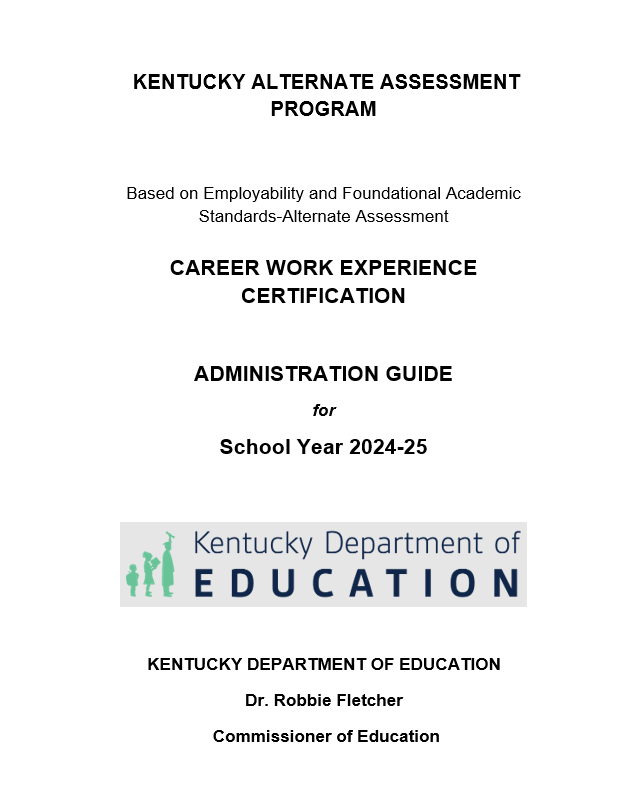 KENTUCKY ALTERNATE ASSESSMENT
PROGRAM
Based on Employability and Foundational Academic
Standards-Alternate Assessment
CAREER WORK EXPERIENCE
CERTIFICATION
ADMINISTRATION GUIDE
for
School Year 2024-25
Kentucky Department of
EDUCATION
KENTUCKY DEPARTMENT OF EDUCATION
Dr. Robbie Fletcher
Commissioner of Education